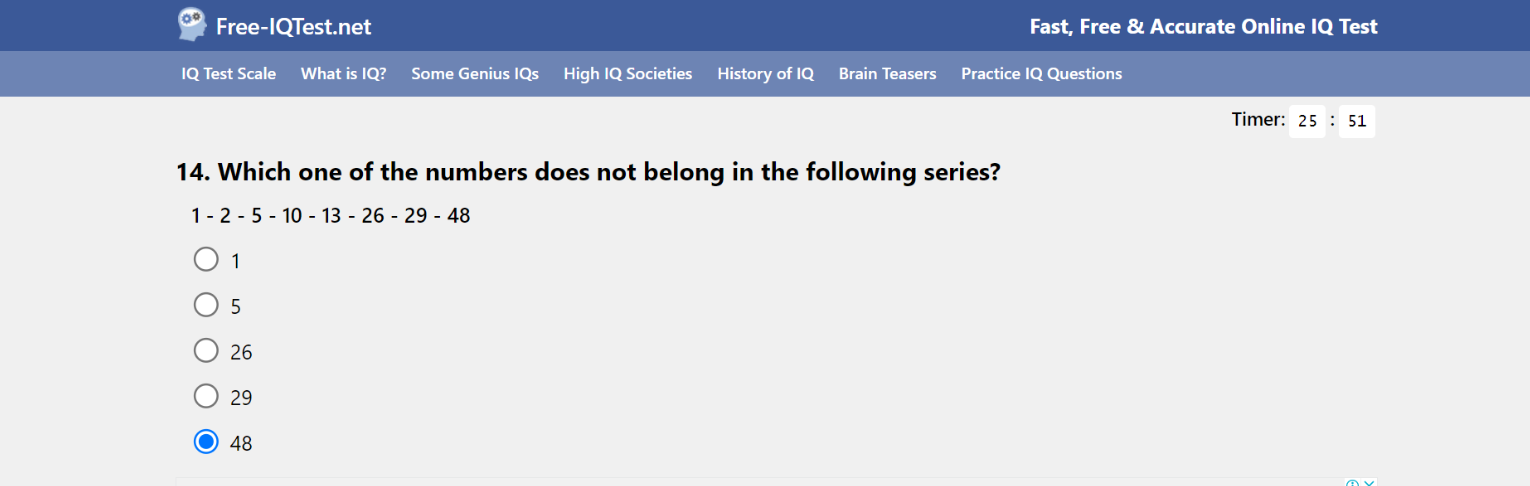 Free-IQTest.net
Fast, Free & Accurate Online IQ Test
IQ Test Scale What is IQ? Some Genius IQs High IQ Societies History of IQ Brain Teasers Practice IQ Questions
Timer: 25 : 51
14. Which one of the numbers does not belong in the following series?
1 - 2 - 5 - 10 - 13 - 26 - 29 - 48
1
5
26
29
48